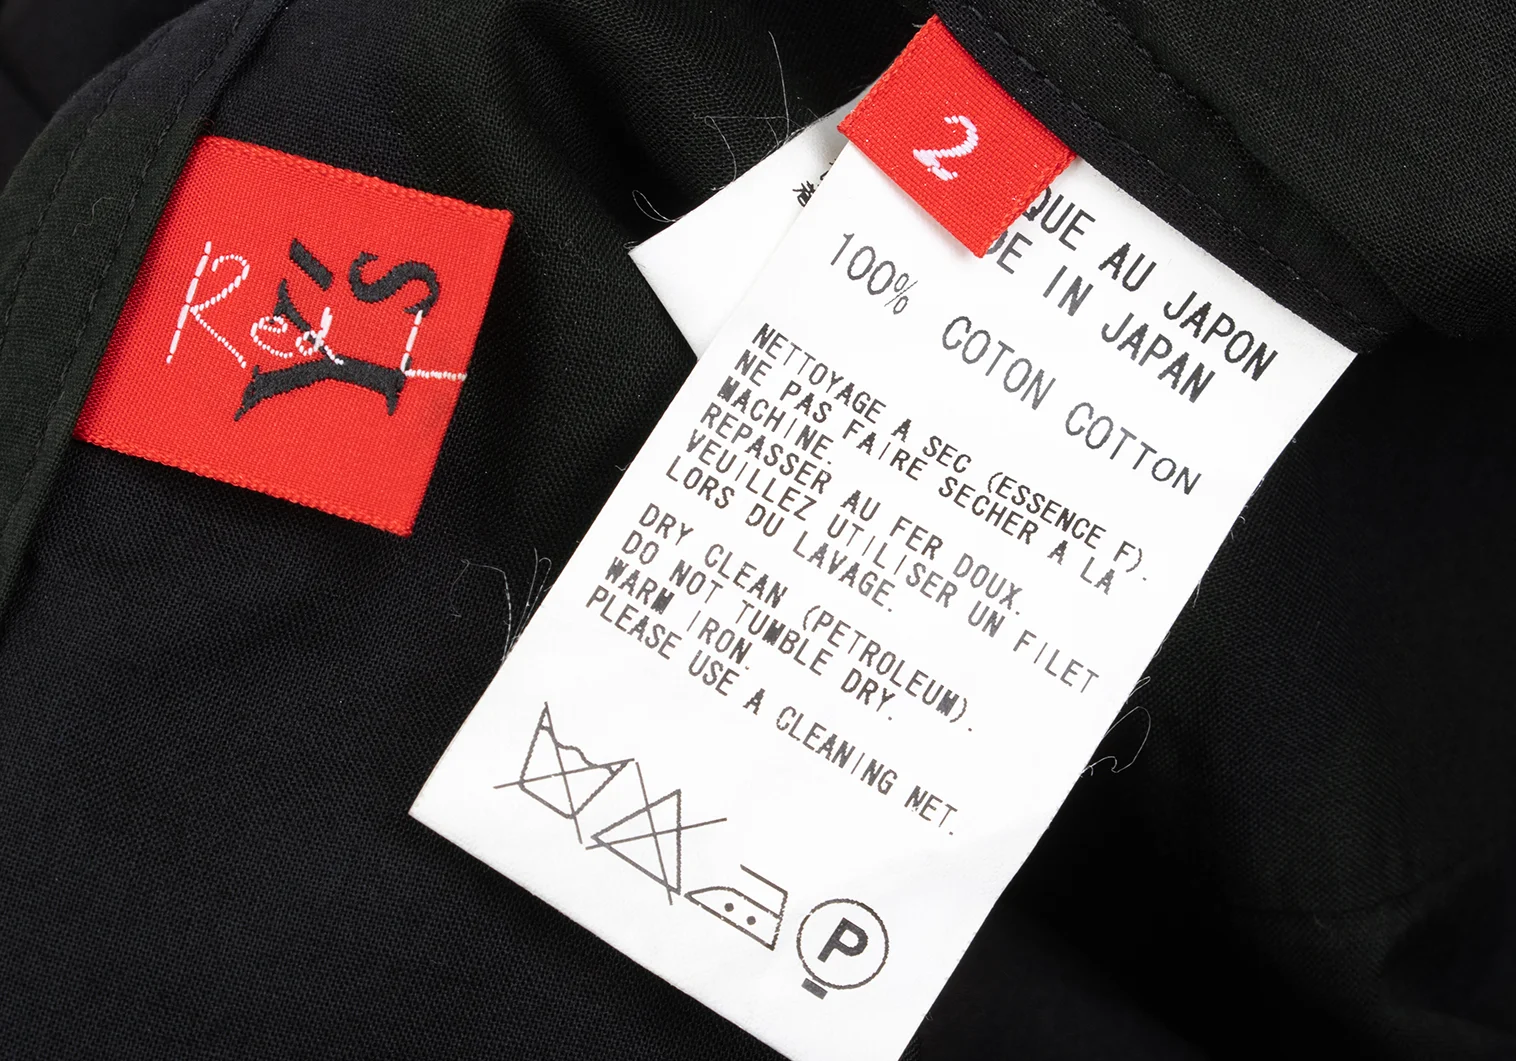 Y's
Red Label
2
QUE AU JAPON
DE IN JAPAN
100% COTON COTTON
NETTOYAGE A SEC (ESSENCE F).
NE PAS FAIRE SECHER A LA
MACHINE.
REPASSER AU FER DOUX.
VEUILLEZ UTILISER UN FILET
LORS DU LAVAGE.
DRY CLEAN (PETROLEUM).
DO NOT TUMBLE DRY.
WARM IRON.
PLEASE USE A CLEANING NET.
P